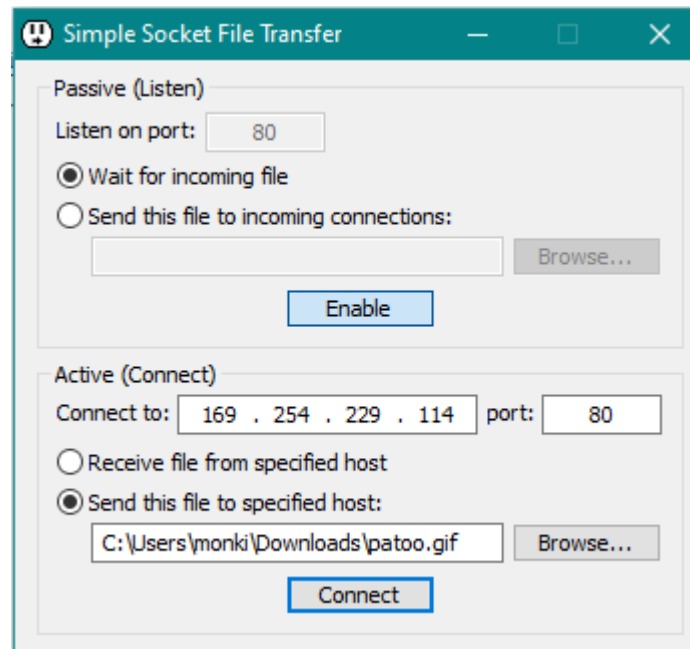 Simple Socket File Transfer
Passive (Listen)
Listen on port: 80
Wait for incoming file
Send this file to incoming connections:
Browse...
Enable
Active (Connect)
Connect to: 169 . 254 . 229 . 114 port: 80
Receive file from specified host
Send this file to specified host:
C:\Users\monki\Downloads\patoo.gif Browse...
Connect